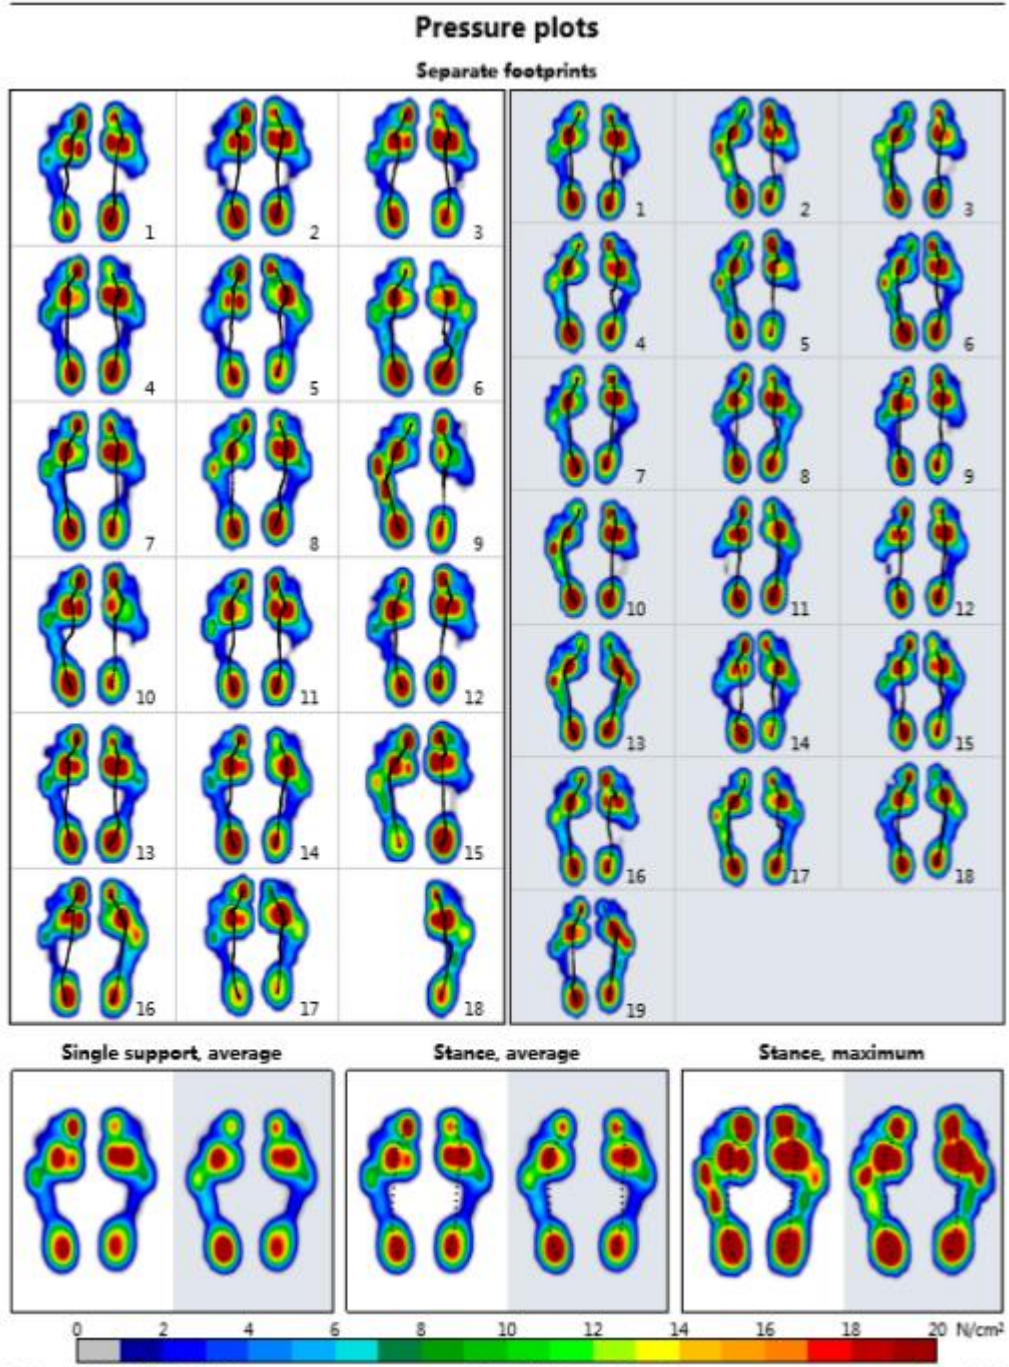 Pressure plots
Separate footprints
1 2 3 1 2 3
4 5 6 4 5 6
7 8 9 7 8 9
10 11 12 10 11 12
13 14 15 13 14 15
16 17 18 16 17 18
19
Single support, average Stance, average Stance, maximum
0 2 4 6 8 10 12 14 16 18 20 N/cm²